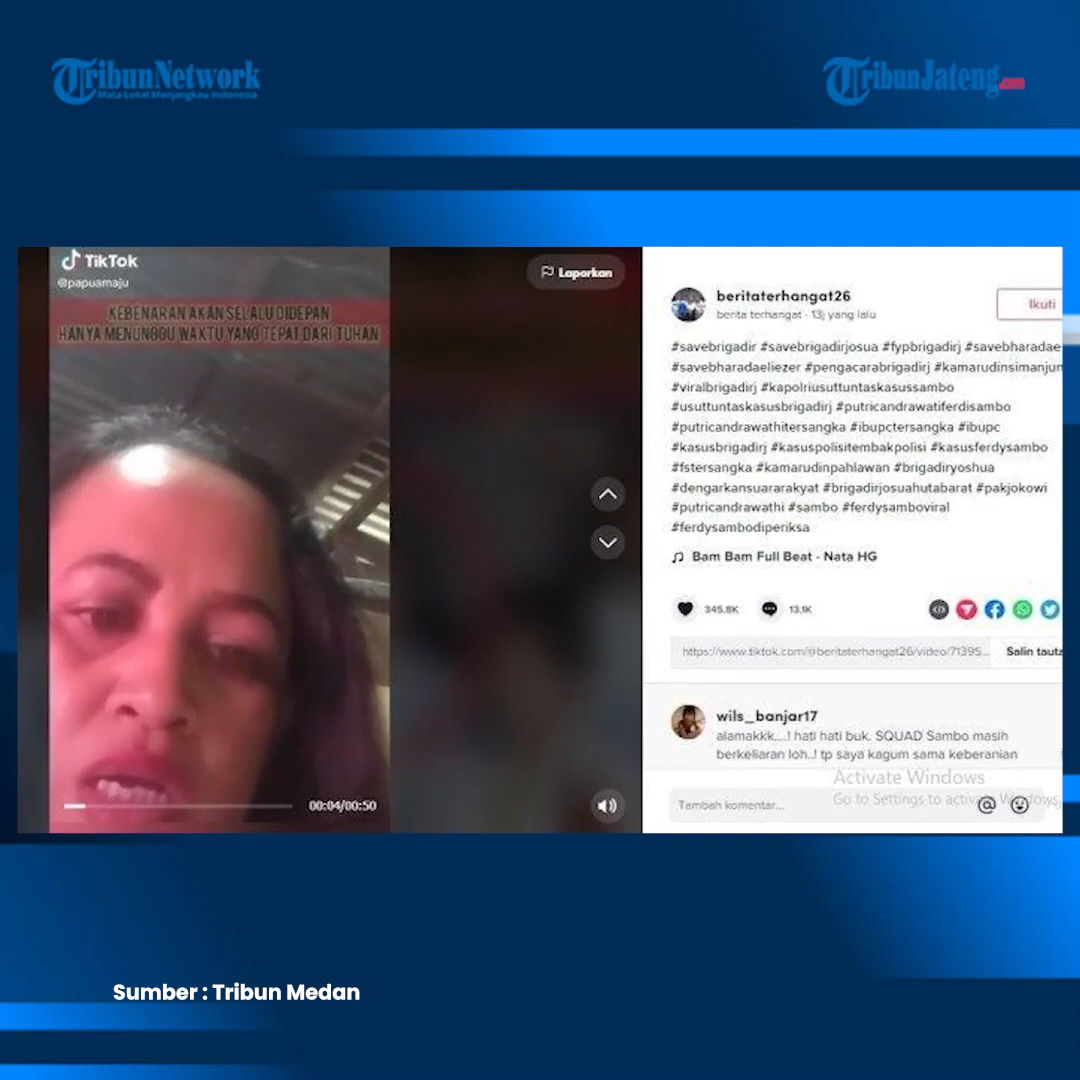 TribunNetwork
Mata Lokal Menjangkau Indonesia
TribunJateng.com
TikTok
@papuamaju
KEBENARAN AKAN SELALU DIDEPAN
HANYA MENUNGGU WAKTU YANG TEPAT DARI TUHAN
Laporkan
00:04/00:50
beritaterhangat26
berita terhangat · 13j yang lalu
Ikuti
#savebrigadir #savebrigadirjosua #fypbrigadirj #savebharadae
#savebharadaeliezer #pengacarabrigadirj #kamarudinsimanjun
#viralbrigadirj #kapolriusuttuntaskasussambo
#usuttuntaskasusbrigadirj #putricandrawatiferdisambo
#putricandrawathitersangka #ibupctersangka #ibupc
#kasusbrigadirj #kasuspolisitembakpolisi #kasusferdysambo
#fstersangka #kamarudinpahlawan #brigadiryoshua
#dengarkansuararakyat #brigadirjosuahutabarat #pakjokowi
#putricandrawathi #sambo #ferdysamboviral
#ferdysambodiperiksa
Bam Bam Full Beat - Nata HG
345.8K 13.1K
https://www.tiktok.com/@beritaterhangat26/video/71395...
Salin tauta
wils_banjar17
alamakkk....! hati hati buk. SQUAD Sambo masih
berkeliaran loh..! tp saya kagum sama keberanian
Activate Windows
Go to Settings to activate Windows.
Tambah komentar...
Sumber : Tribun Medan